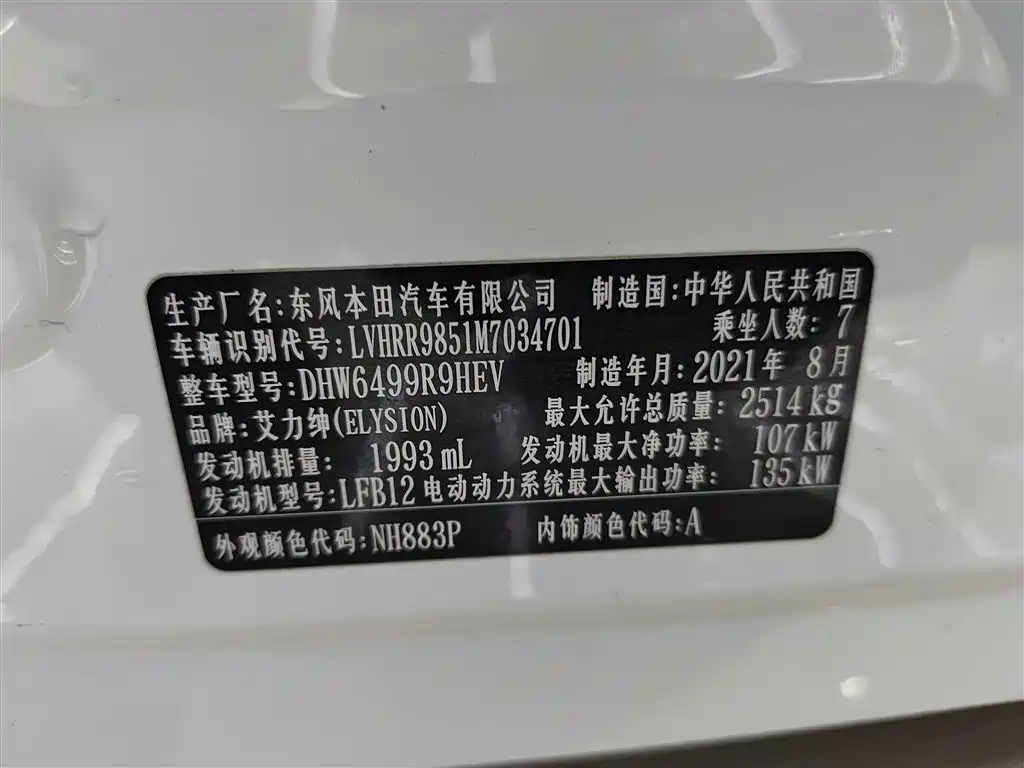 生产厂名:东风本田汽车有限公司 制造国:中华人民共和国
车辆识别代号:LVHRR9851M7034701 乘坐人数: 7
整车型号:DHW6499R9HEV 制造年月:2021年 8月
品牌:艾力绅(ELYSION) 最大允许总质量: 2514kg
发动机排量: 1993mL 发动机最大净功率: 107kW
发动机型号:LFB12 电动动力系统最大输出功率: 135kW
外观颜色代码:NH883P 内饰颜色代码:A